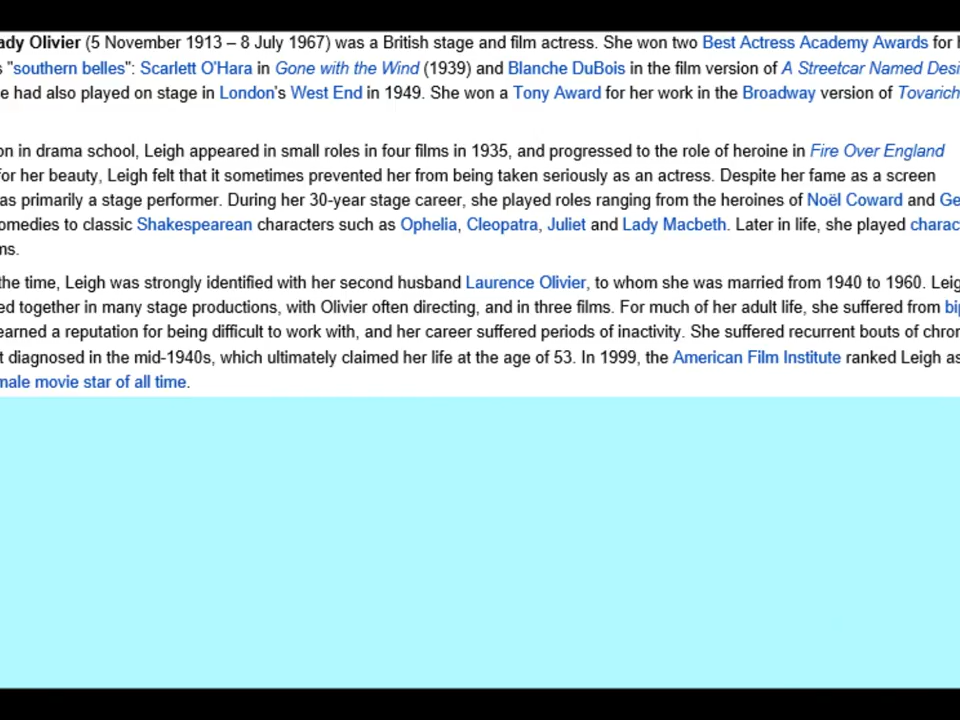 ady Olivier (5 November 1913 – 8 July 1967) was a British stage and film actress. She won two Best Actress Academy Awards for
s "southern belles": Scarlett O'Hara in Gone with the Wind (1939) and Blanche DuBois in the film version of A Streetcar Named Desi
e had also played on stage in London's West End in 1949. She won a Tony Award for her work in the Broadway version of Tovarich
on in drama school, Leigh appeared in small roles in four films in 1935, and progressed to the role of heroine in Fire Over England
for her beauty, Leigh felt that it sometimes prevented her from being taken seriously as an actress. Despite her fame as a screen
as primarily a stage performer. During her 30-year stage career, she played roles ranging from the heroines of Noël Coward and Ge
omedies to classic Shakespearean characters such as Ophelia, Cleopatra, Juliet and Lady Macbeth. Later in life, she played charac
ms.
the time, Leigh was strongly identified with her second husband Laurence Olivier, to whom she was married from 1940 to 1960. Leig
ed together in many stage productions, with Olivier often directing, and in three films. For much of her adult life, she suffered from bip
earned a reputation for being difficult to work with, and her career suffered periods of inactivity. She suffered recurrent bouts of chron
t diagnosed in the mid-1940s, which ultimately claimed her life at the age of 53. In 1999, the American Film Institute ranked Leigh as
male movie star of all time.